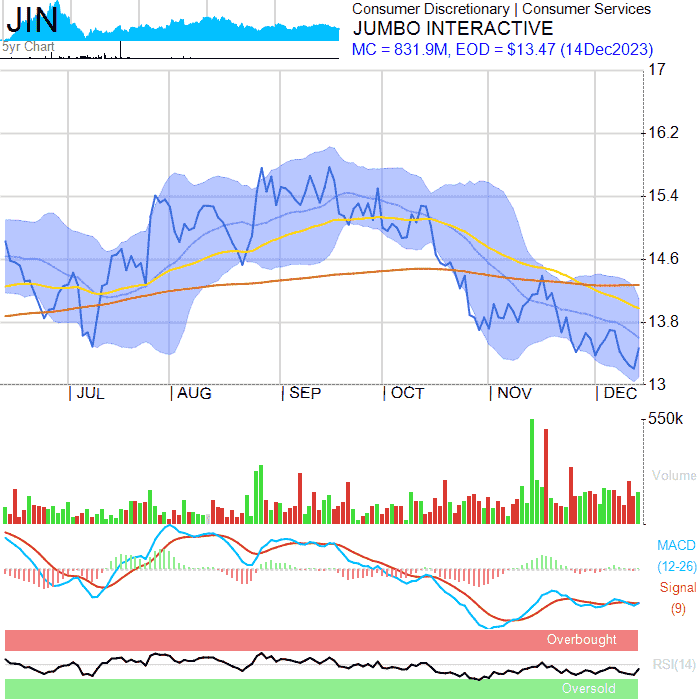 JIN
5yr Chart
Consumer Discretionary | Consumer Services
JUMBO INTERACTIVE
MC = 831.9M, EOD = $13.47 (14Dec2023)
17
16.2
15.4
14.6
13.8
13
JUL AUG SEP OCT NOV DEC
550k
Volume
MACD
(12-26)
Signal
(9)
Overbought
RSI(14)
Oversold